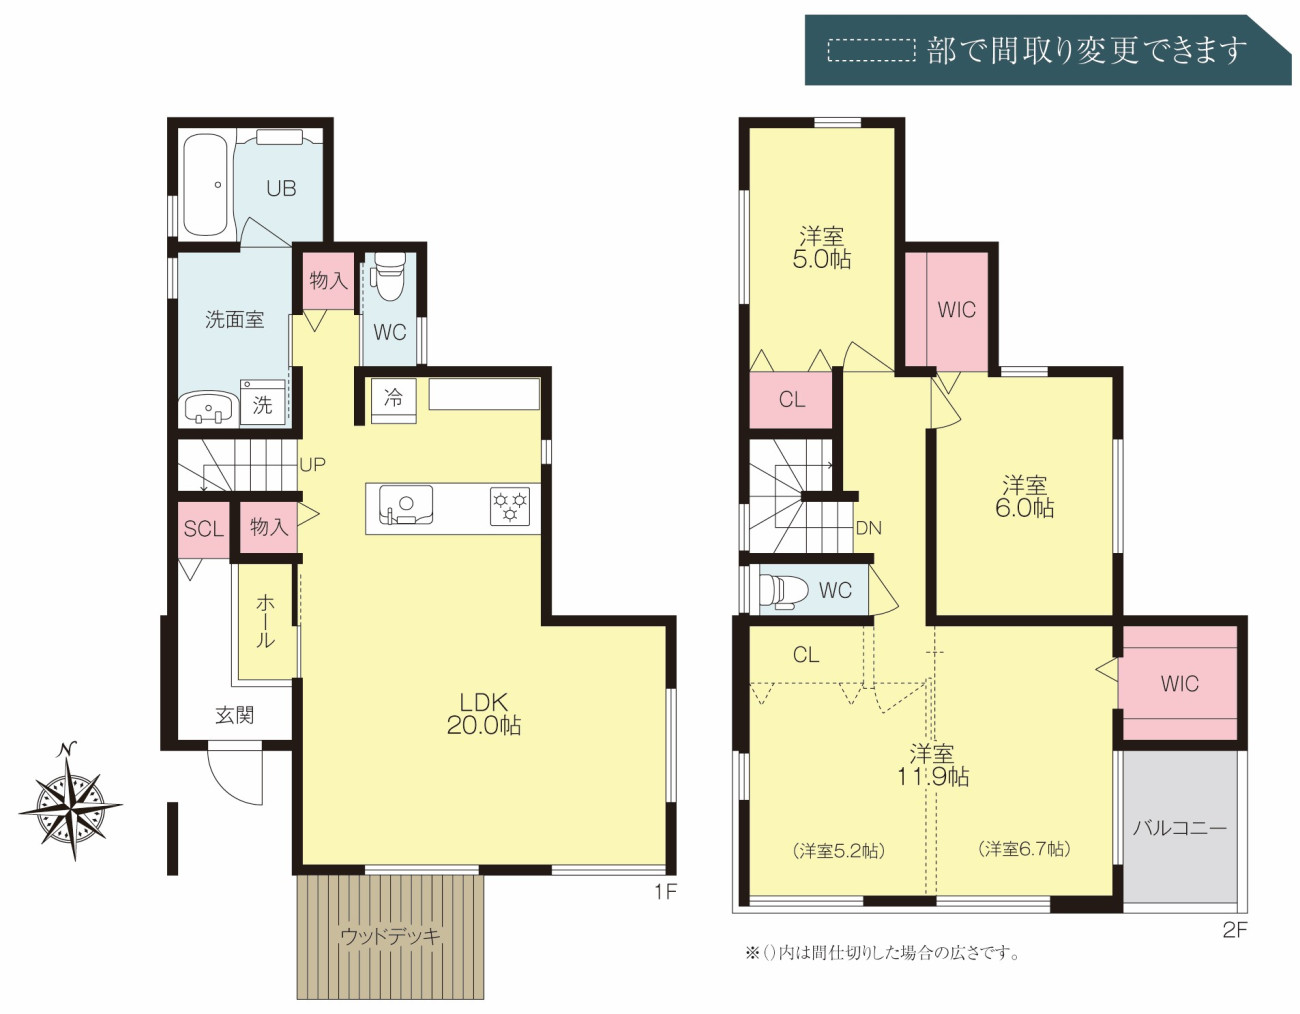 部で間取り変更できます
UB
洗面室
物入
WC
洗
冷
UP
SCL
物入
ホール
玄関
LDK
20.0帖
N
ウッドデッキ
1F
洋室
5.0帖
WIC
CL
洋室
6.0帖
DN
WC
CL
WIC
洋室
11.9帖
(洋室5.2帖)
(洋室6.7帖)
バルコニー
2F
※()内は間仕切りした場合の広さです。